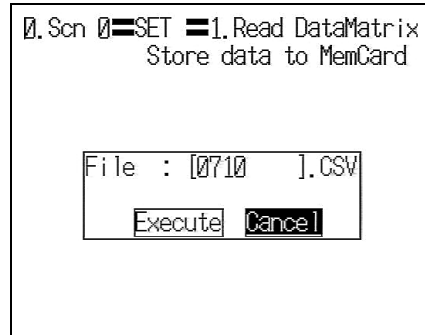 0.Scn 0=SET =1.Read DataMatrix
Store data to MemCard
File : [0710    ].CSV
Execute Cancel